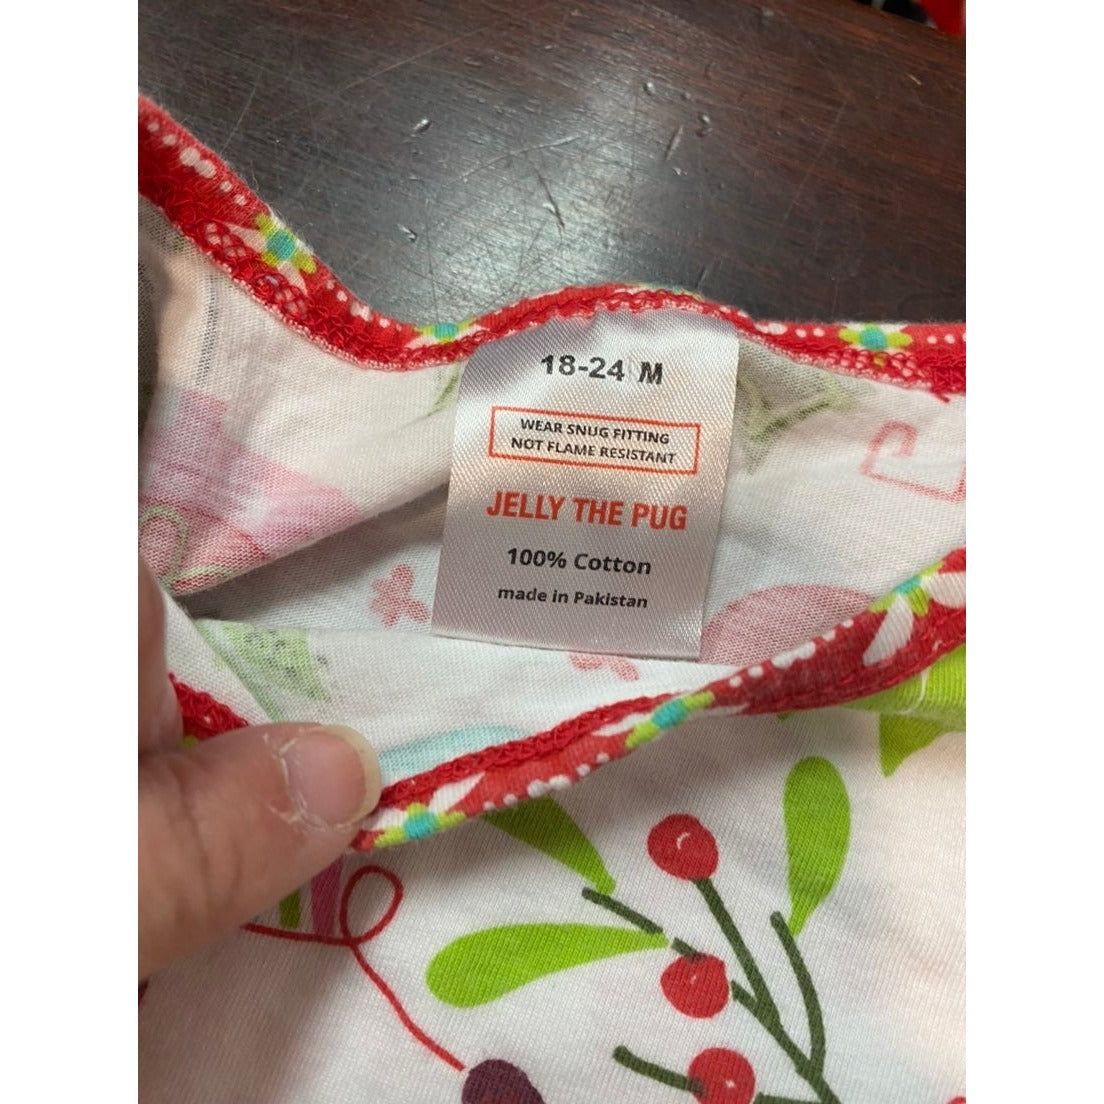 18-24 M
WEAR SNUG FITTING
NOT FLAME RESISTANT
JELLY THE PUG
100% Cotton
made in Pakistan